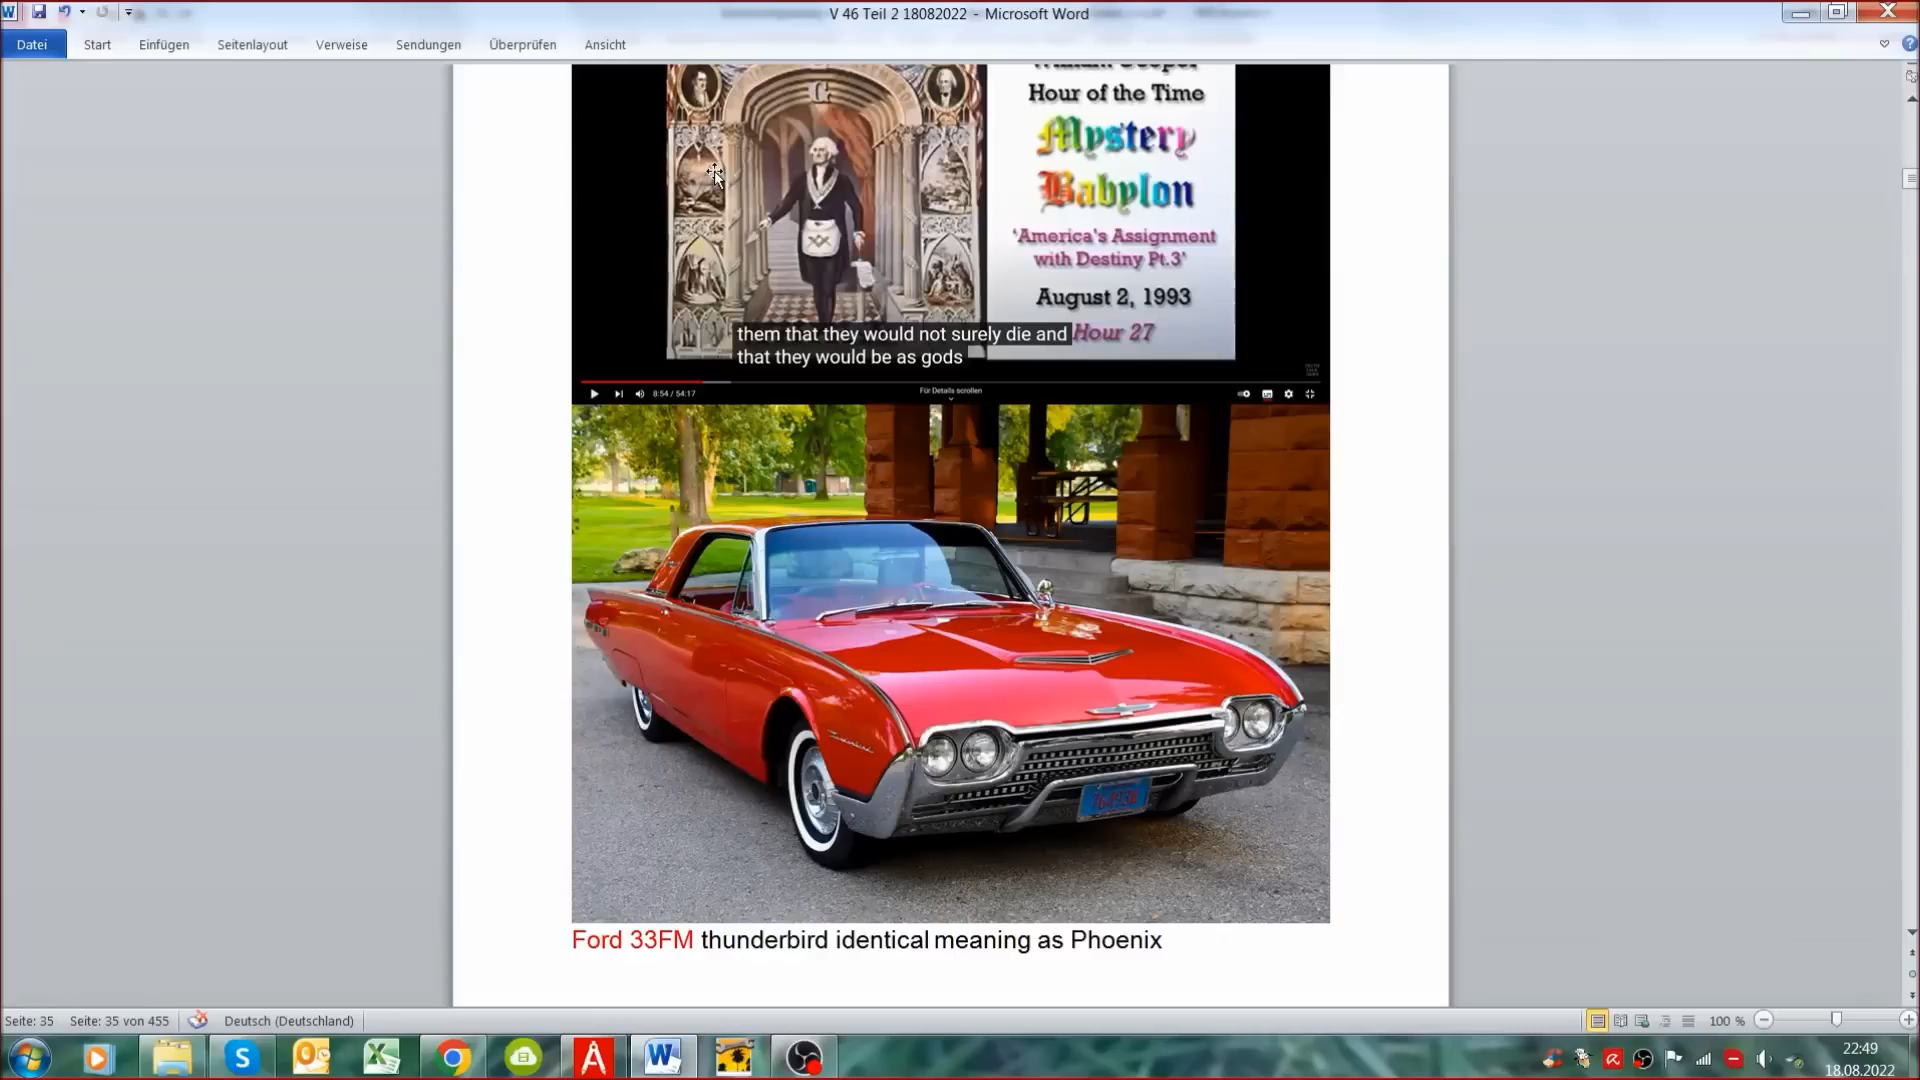 V 46 Teil 2 18082022 - Microsoft Word
Datei Start Einfügen Seitenlayout Verweise Sendungen Überprüfen Ansicht
G
William Cooper
Hour of the Time
Mystery
Babylon
'America's Assignment
with Destiny Pt.3'
August 2, 1993
Hour 27
them that they would not surely die and
that they would be as gods
8:54 / 54:17
Für Details scrollen
Ford 33FM thunderbird identical meaning as Phoenix
Seite: 35 Seite: 35 von 455 Deutsch (Deutschland) 100 %
22:49
18.08.2022